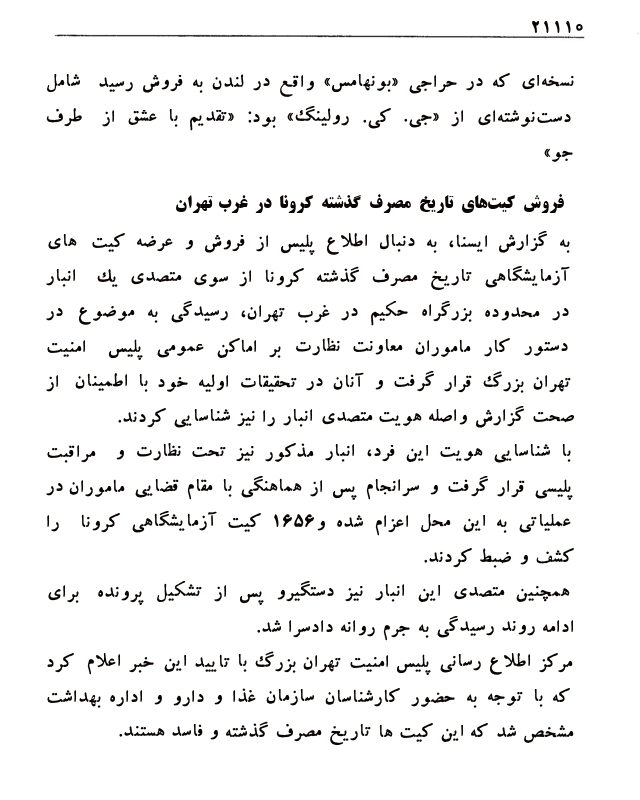 ۲۱۱۱۰
نسخه‌ای که در حراجی «بونهامس» واقع در لندن به فروش رسید شامل
دست‌نوشته‌ای از «جی. کی. رولینگ» بود: «تقدیم با عشق از طرف
جو»
فروش کیت‌های تاریخ مصرف گذشته کرونا در غرب تهران
به گزارش ایسنا، به دنبال اطلاع پلیس از فروش و عرضه کیت های
آزمایشگاهی تاریخ مصرف گذشته کرونا از سوی متصدی یك انبار
در محدوده بزرگراه حکیم در غرب تهران، رسیدگی به موضوع در
دستور کار ماموران معاونت نظارت بر اماکن عمومی پلیس امنیت
تهران بزرگ قرار گرفت و آنان در تحقیقات اولیه خود با اطمینان از
صحت گزارش واصله هویت متصدی انبار را نیز شناسایی کردند.
با شناسایی هویت این فرد، انبار مذکور نیز تحت نظارت و مراقبت
پلیسی قرار گرفت و سرانجام پس از هماهنگی با مقام قضایی ماموران در
عملیاتی به این محل اعزام شده و۱۶۵۶ کیت آزمایشگاهی کرونا را
کشف و ضبط کردند.
همچنین متصدی این انبار نیز دستگیرو پس از تشکیل پرونده برای
ادامه روند رسیدگی به جرم روانه دادسرا شد.
مرکز اطلاع رسانی پلیس امنیت تهران بزرگ با تایید این خبر اعلام کرد
که با توجه به حضور کارشناسان سازمان غذا و دارو و اداره بهداشت
مشخص شد که این کیت ها تاریخ مصرف گذشته و فاسد هستند.